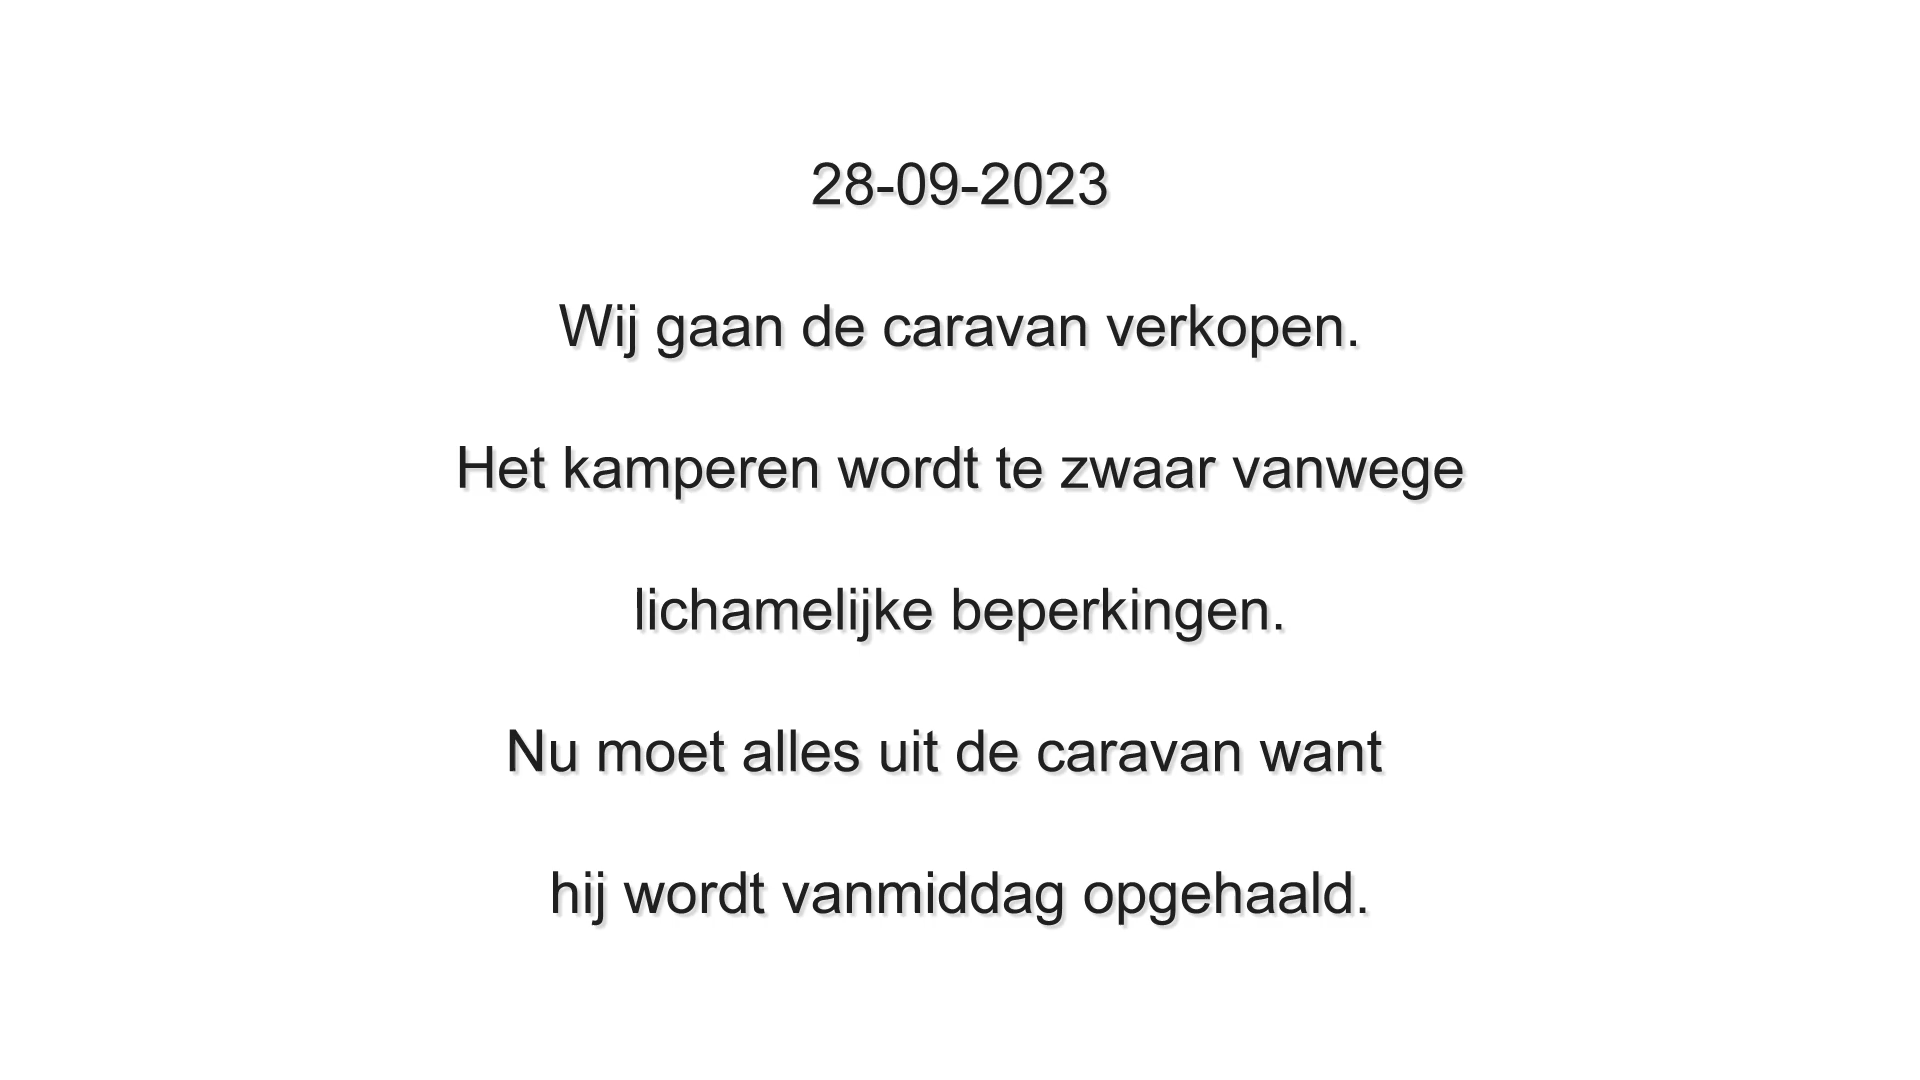 28-09-2023
Wij gaan de caravan verkopen.
Het kamperen wordt te zwaar vanwege
lichamelijke beperkingen.
Nu moet alles uit de caravan want
hij wordt vanmiddag opgehaald.